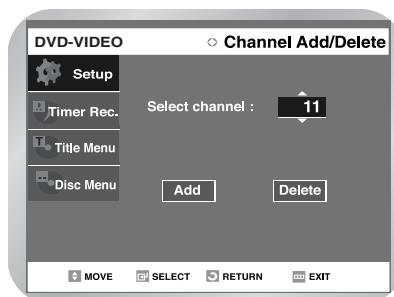 DVD-VIDEO
Channel Add/Delete
Setup
Timer Rec.
Title Menu
Disc Menu
Select channel :
11
Add
Delete
MOVE SELECT RETURN EXIT